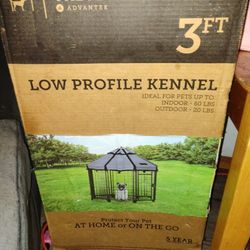 ADVANTEK
3FT
LOW PROFILE KENNEL
IDEAL FOR PETS UP TO
INDOOR - 60 LBS
OUTDOOR - 20 LBS
Protect Your Pet
AT HOME or ON THE GO
5 YEAR